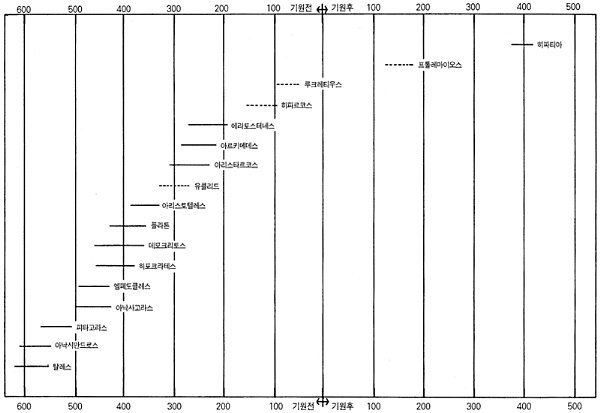 600 500 400 300 200 100 기원전 기원후 100 200 300 400 500
히파티아
프톨레마이오스
루크레티우스
히파르코스
에라토스테네스
아르키메데스
아리스타르코스
유클리드
아리스토텔레스
플라톤
데모크리토스
히포크라테스
엠페도클레스
아낙사고라스
피타고라스
아낙시만드로스
탈레스
600 500 400 300 200 100 기원전 기원후 100 200 300 400 500